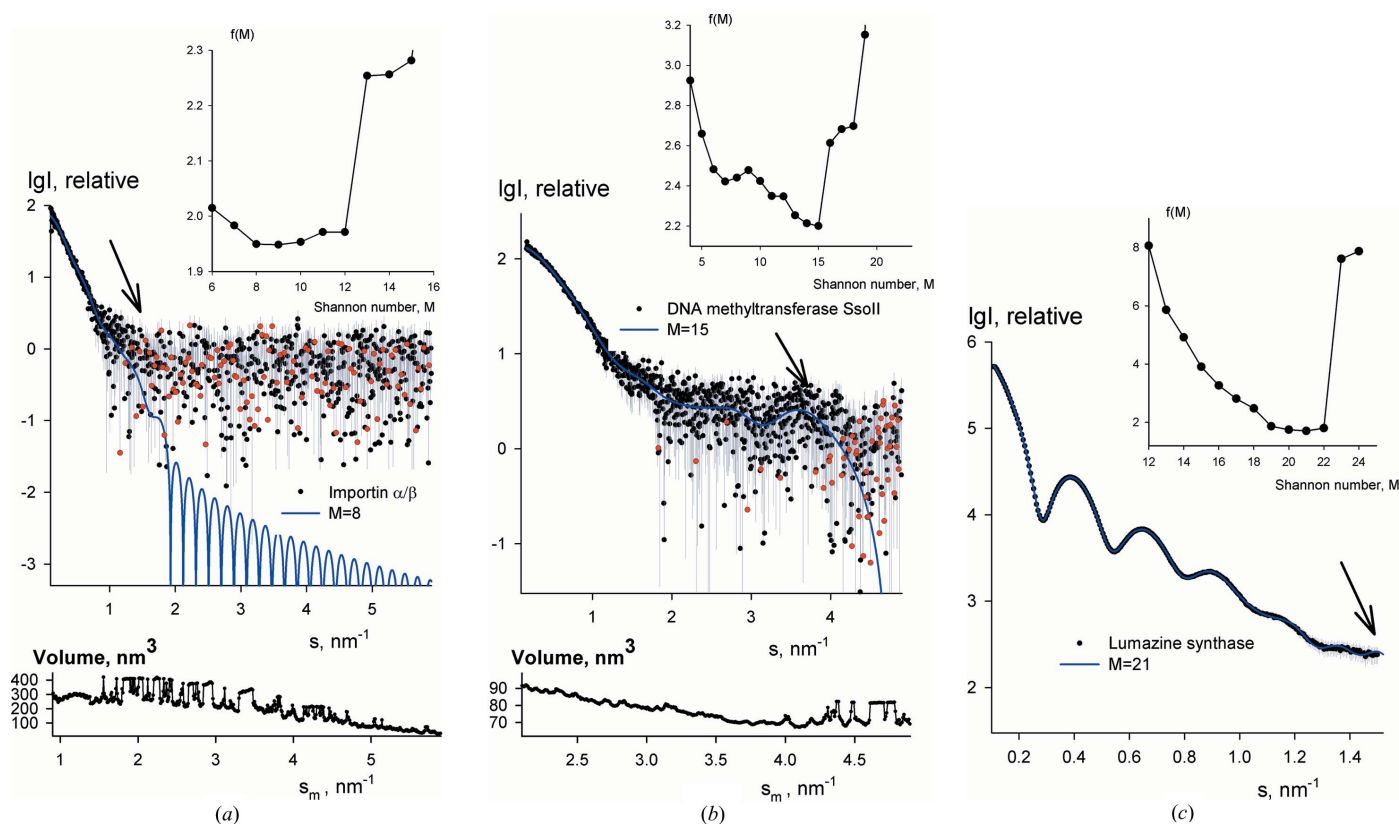 f(M)
2.3
2.2
2.1
2.0
1.9
6 8 10 12 14 16
Shannon number, M
lgI, relative
2
1
0
-1
-2
-3
Importin α/β
M=8
1 2 3 4 5
s, nm-1
Volume, nm3
400
300
200
100
1 2 3 4 5
sm, nm-1
(a)
f(M)
3.2
3.0
2.8
2.6
2.4
2.2
5 10 15 20
Shannon number, M
lgI, relative
2
1
0
-1
DNA methyltransferase SsoII
M=15
1 2 3 4
s, nm-1
Volume, nm3
90
80
70
2.5 3.0 3.5 4.0 4.5
sm , nm-1
(b)
f(M)
8
6
4
2
12 14 16 18 20 22 24
Shannon number, M
lgI, relative
6
5
4
3
2
Lumazine synthase
M=21
0.2 0.4 0.6 0.8 1.0 1.2 1.4
s, nm-1
(c)